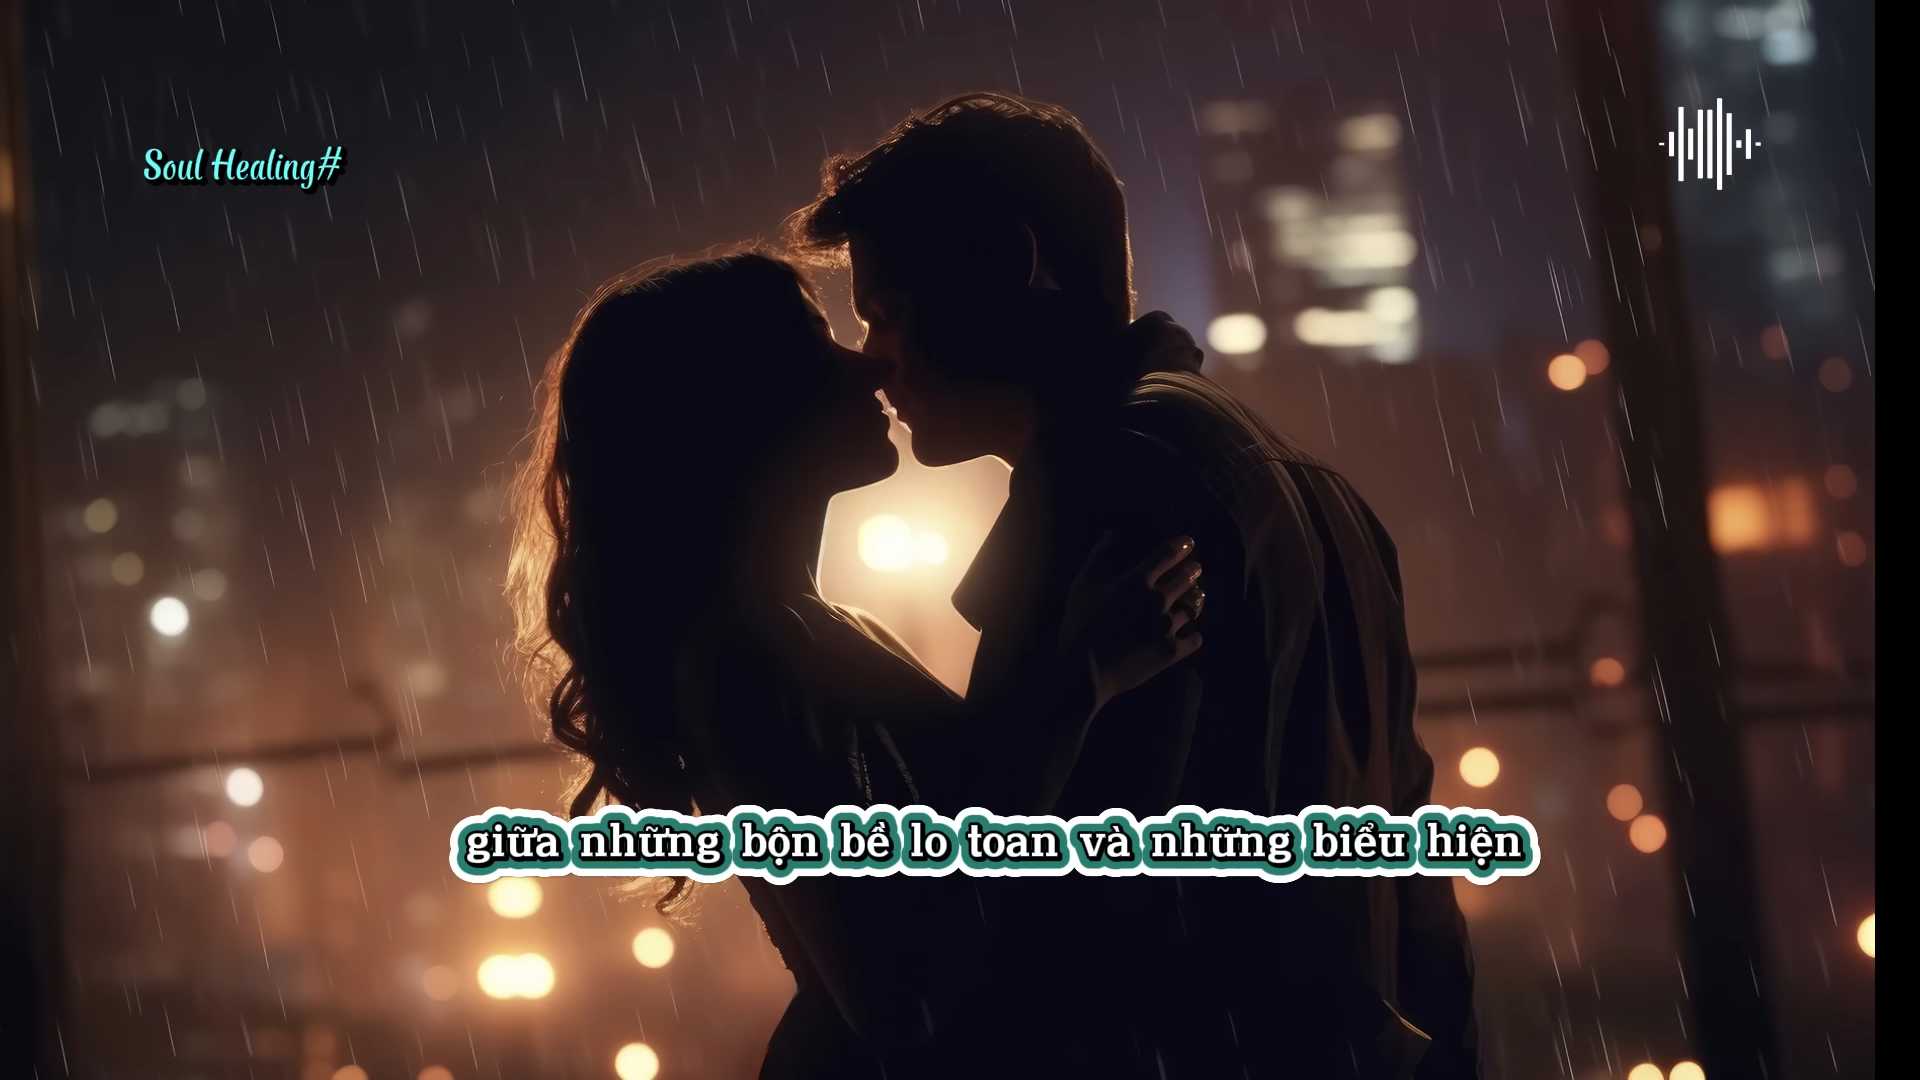 Soul Healing#
giữa những bộn bề lo toan và những biểu hiện